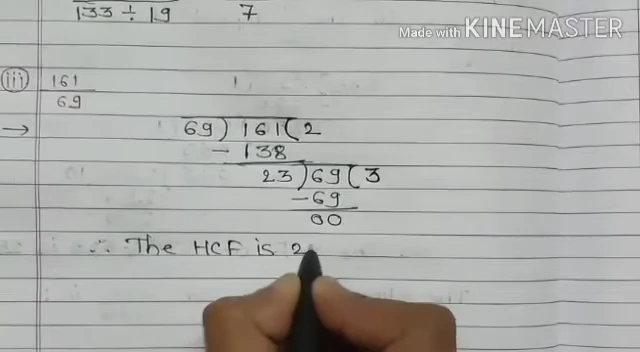 133 ÷ 19 7
Made with KINEMASTER
(iii) 161
69
→ 69 ) 161 ( 2
- 138
23 ) 69 ( 3
- 69
00
∴ The HCF is 2